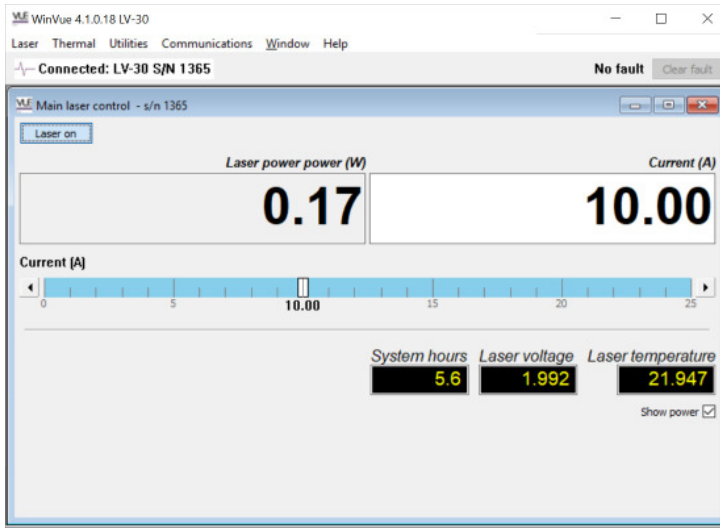 VUE WinVue 4.1.0.18 LV-30
Laser Thermal Utilities Communications Window Help
Connected: LV-30 S/N 1365 No fault Clear fault
VUE Main laser control - s/n 1365
Laser on
Laser power power (W) Current (A)
0.17 10.00
Current (A)
0 5 10.00 15 20 25
System hours Laser voltage Laser temperature
5.6 1.992 21.947
Show power